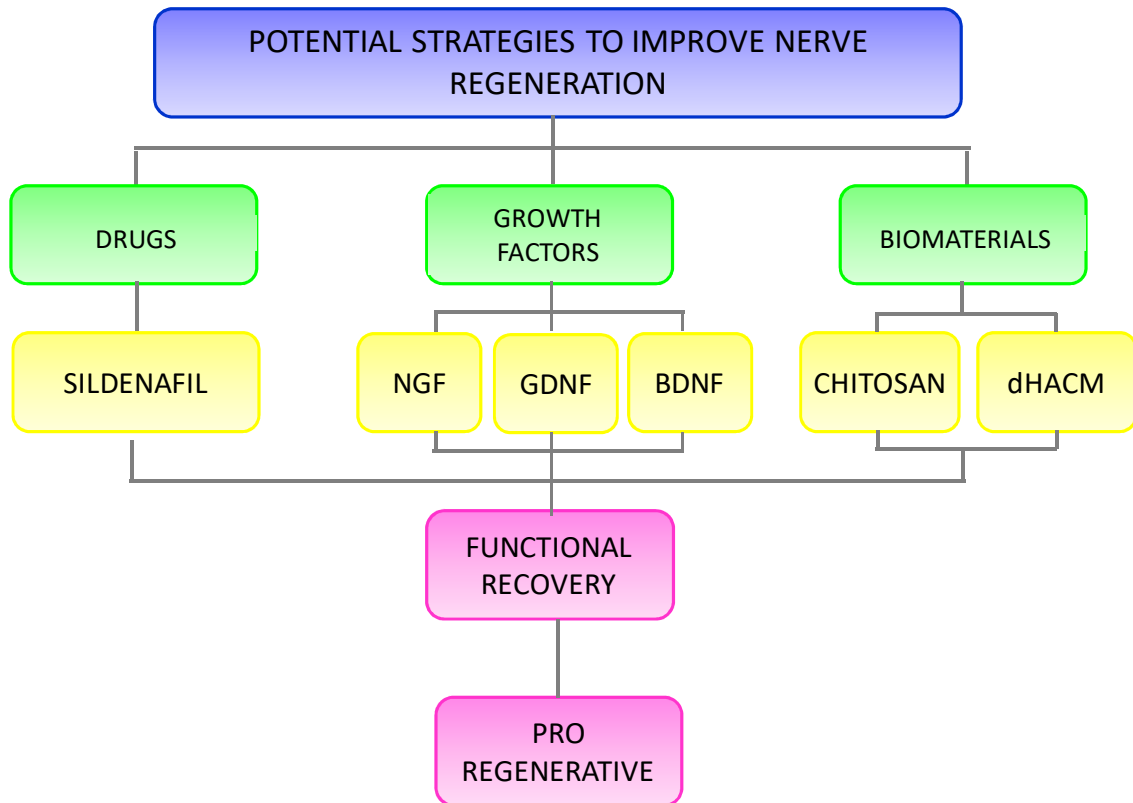 POTENTIAL STRATEGIES TO IMPROVE NERVE
REGENERATION
DRUGS
GROWTH
FACTORS
BIOMATERIALS
SILDENAFIL
NGF
GDNF
BDNF
CHITOSAN
dHACM
FUNCTIONAL
RECOVERY
PRO
REGENERATIVE